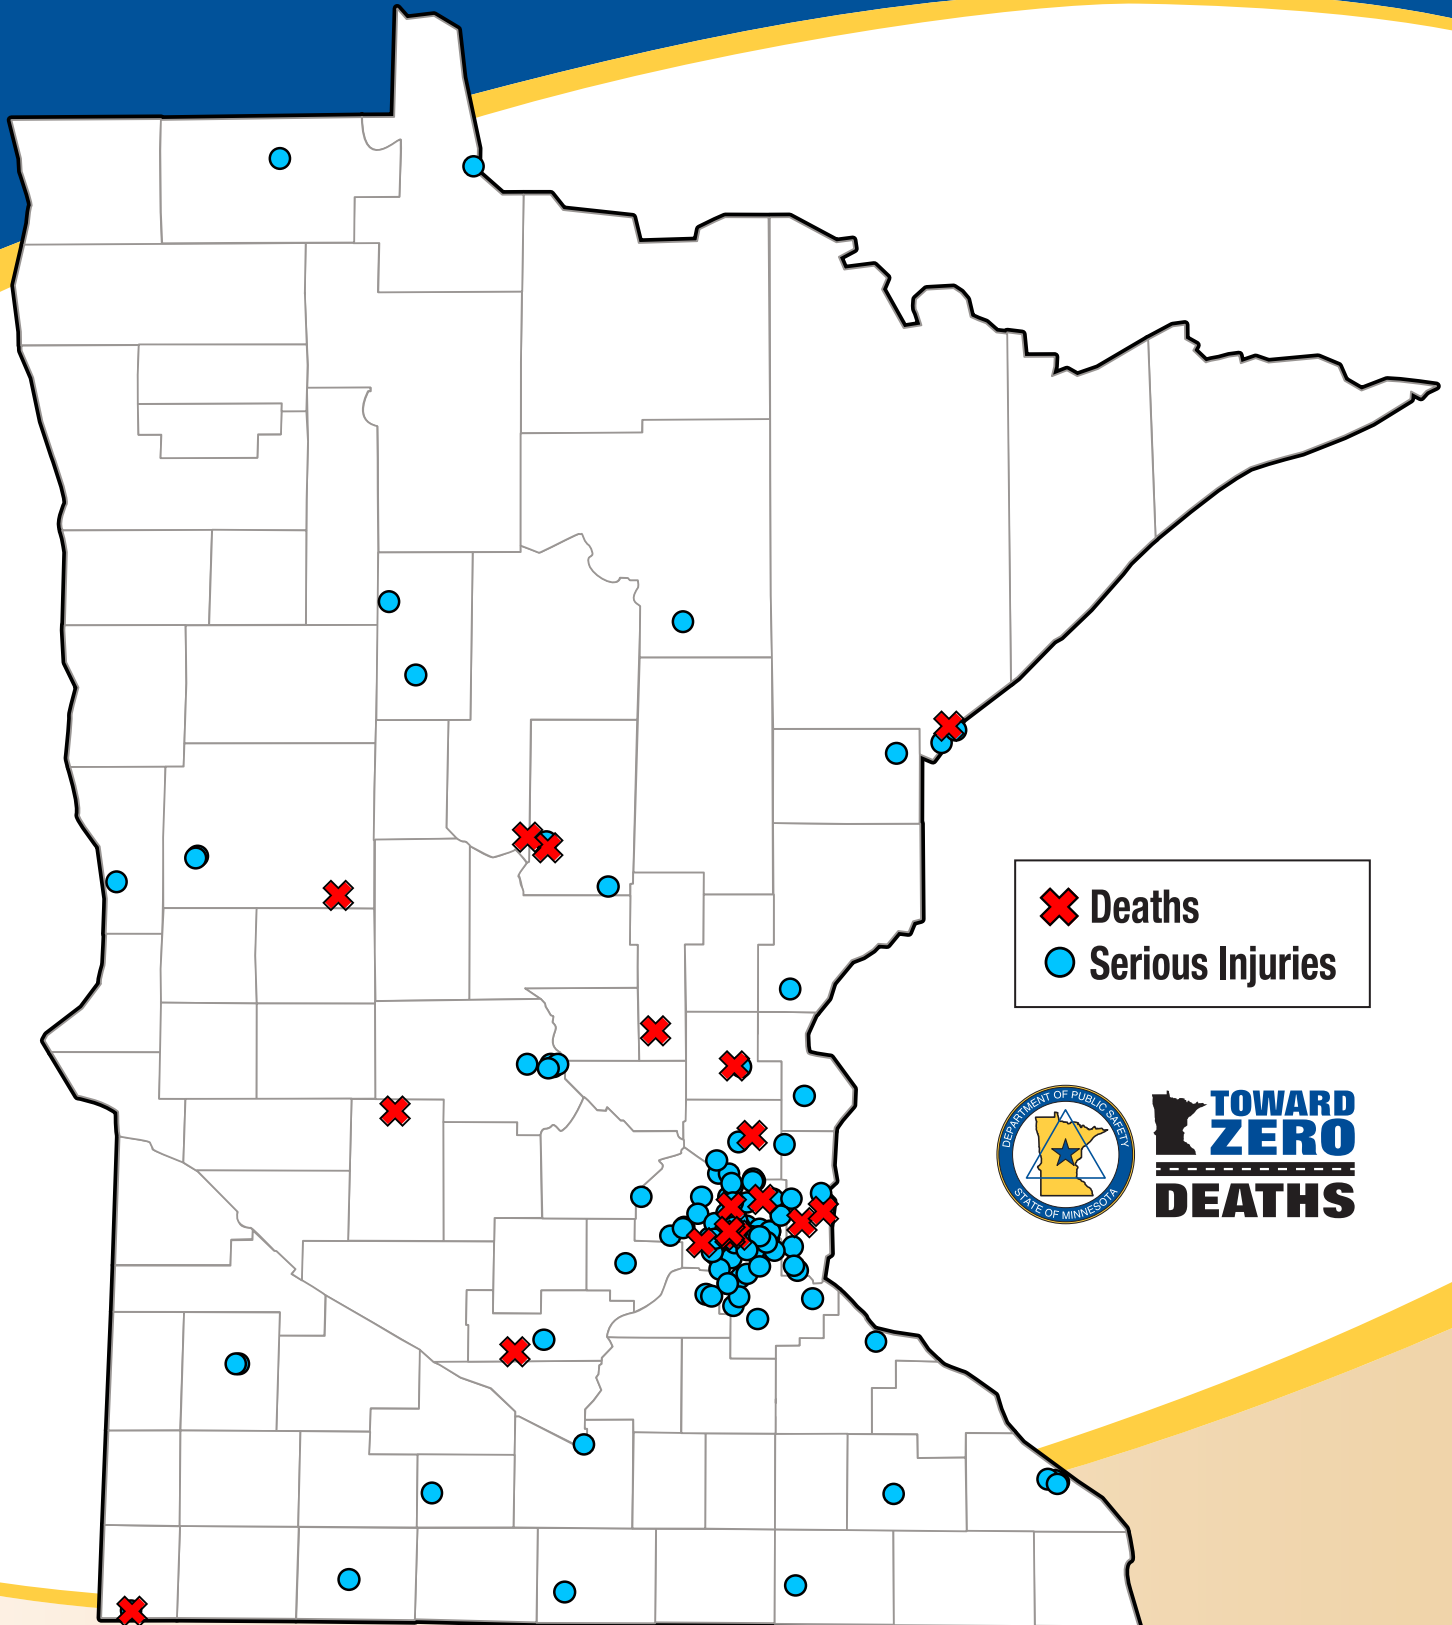 Deaths
Serious Injuries
DEPARTMENT OF PUBLIC SAFETY
STATE OF MINNESOTA
TOWARD
ZERO
DEATHS